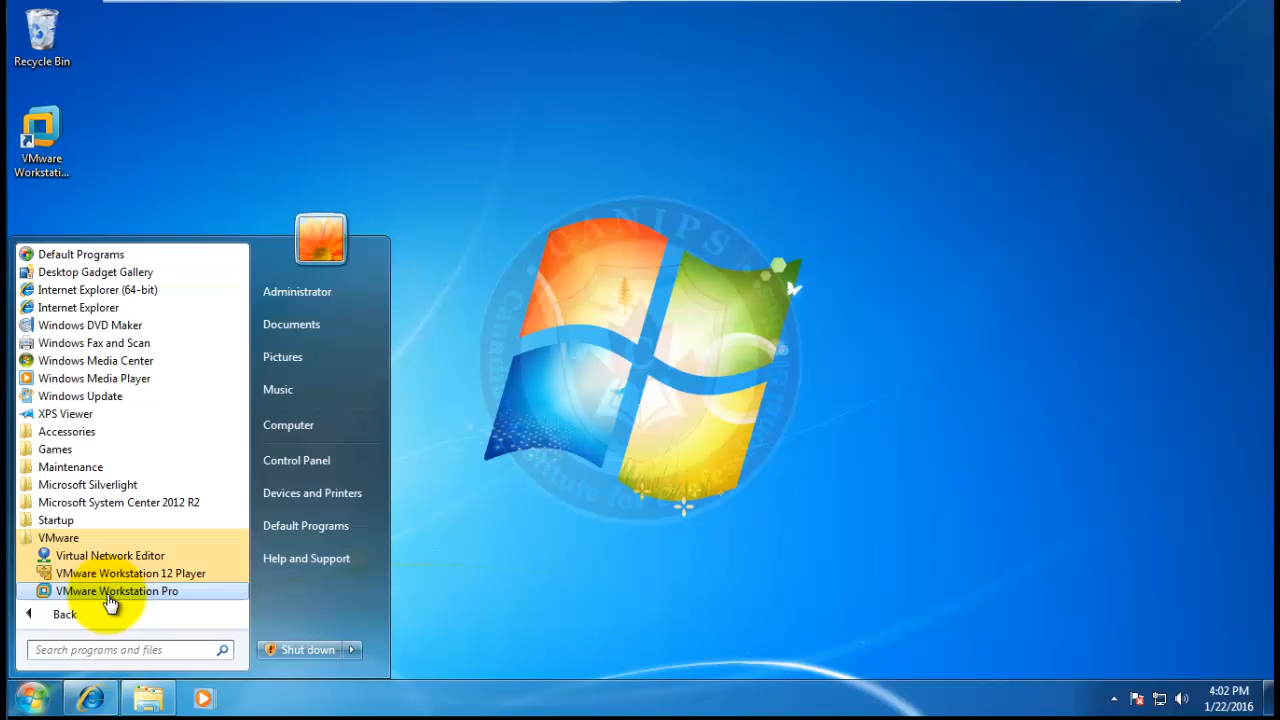 Recycle Bin
VMware
Workstati...
Default Programs
Desktop Gadget Gallery
Internet Explorer (64-bit)
Internet Explorer
Windows DVD Maker
Windows Fax and Scan
Windows Media Center
Windows Media Player
Windows Update
XPS Viewer
Accessories
Games
Maintenance
Microsoft Silverlight
Microsoft System Center 2012 R2
Startup
VMware
Virtual Network Editor
VMware Workstation 12 Player
VMware Workstation Pro
Back
Search programs and files
Administrator
Documents
Pictures
Music
Computer
Control Panel
Devices and Printers
Default Programs
Help and Support
Shut down
CANIPS
4:02 PM
1/22/2016